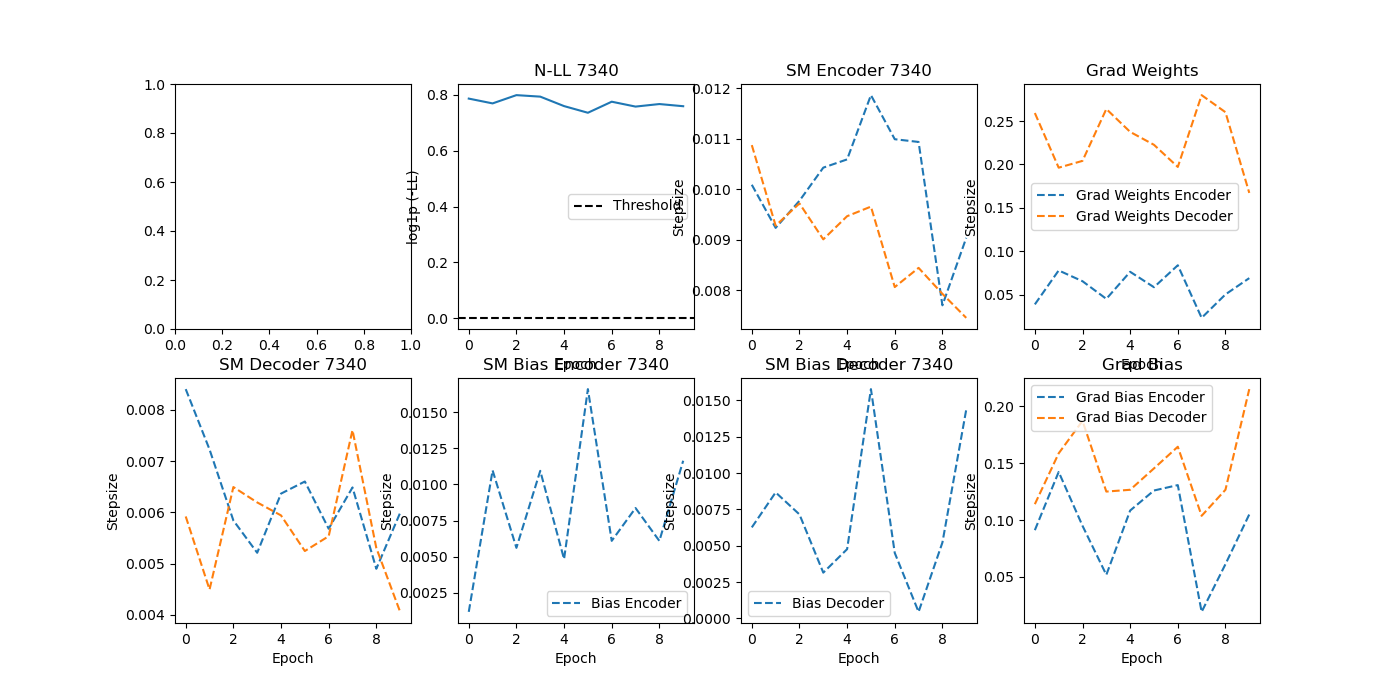 N-LL 7340
SM Encoder 7340
Grad Weights
1.0
0.8
0.6
0.4
0.2
0.0
0.0 0.2 0.4 0.6 0.8 1.0
log1p (-LL)
0.8
0.6
0.4
0.2
0.0
Threshold
0 2 4 6 8
Epoch
Stepsize
0.012
0.011
0.010
0.009
0.008
0 2 4 6 8
Epoch
Stepsize
0.25
0.20
0.15
0.10
0.05
Grad Weights Encoder
Grad Weights Decoder
0 2 4 6 8
Epoch
SM Decoder 7340
SM Bias Encoder 7340
SM Bias Decoder 7340
Grad Bias
Stepsize
0.008
0.007
0.006
0.005
0.004
0 2 4 6 8
Epoch
Stepsize
0.0150
0.0125
0.0100
0.0075
0.0050
0.0025
Bias Encoder
0 2 4 6 8
Epoch
Stepsize
0.0150
0.0125
0.0100
0.0075
0.0050
0.0025
0.0000
Bias Decoder
0 2 4 6 8
Epoch
Stepsize
0.20
0.15
0.10
0.05
Grad Bias Encoder
Grad Bias Decoder
0 2 4 6 8
Epoch